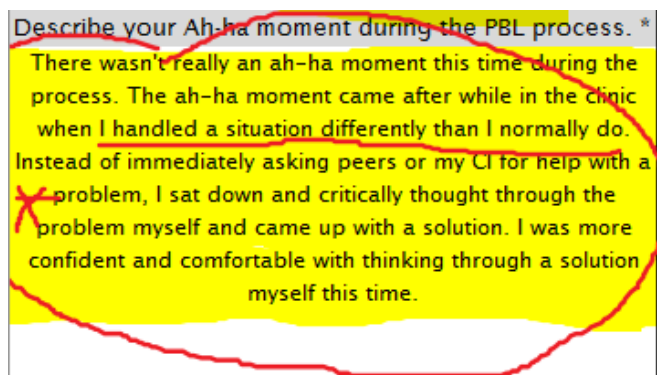 Describe your Ah-ha moment during the PBL process. *
There wasn't really an ah-ha moment this time during the
process. The ah-ha moment came after while in the clinic
when I handled a situation differently than I normally do.
Instead of immediately asking peers or my CI for help with a
problem, I sat down and critically thought through the
problem myself and came up with a solution. I was more
confident and comfortable with thinking through a solution
myself this time.